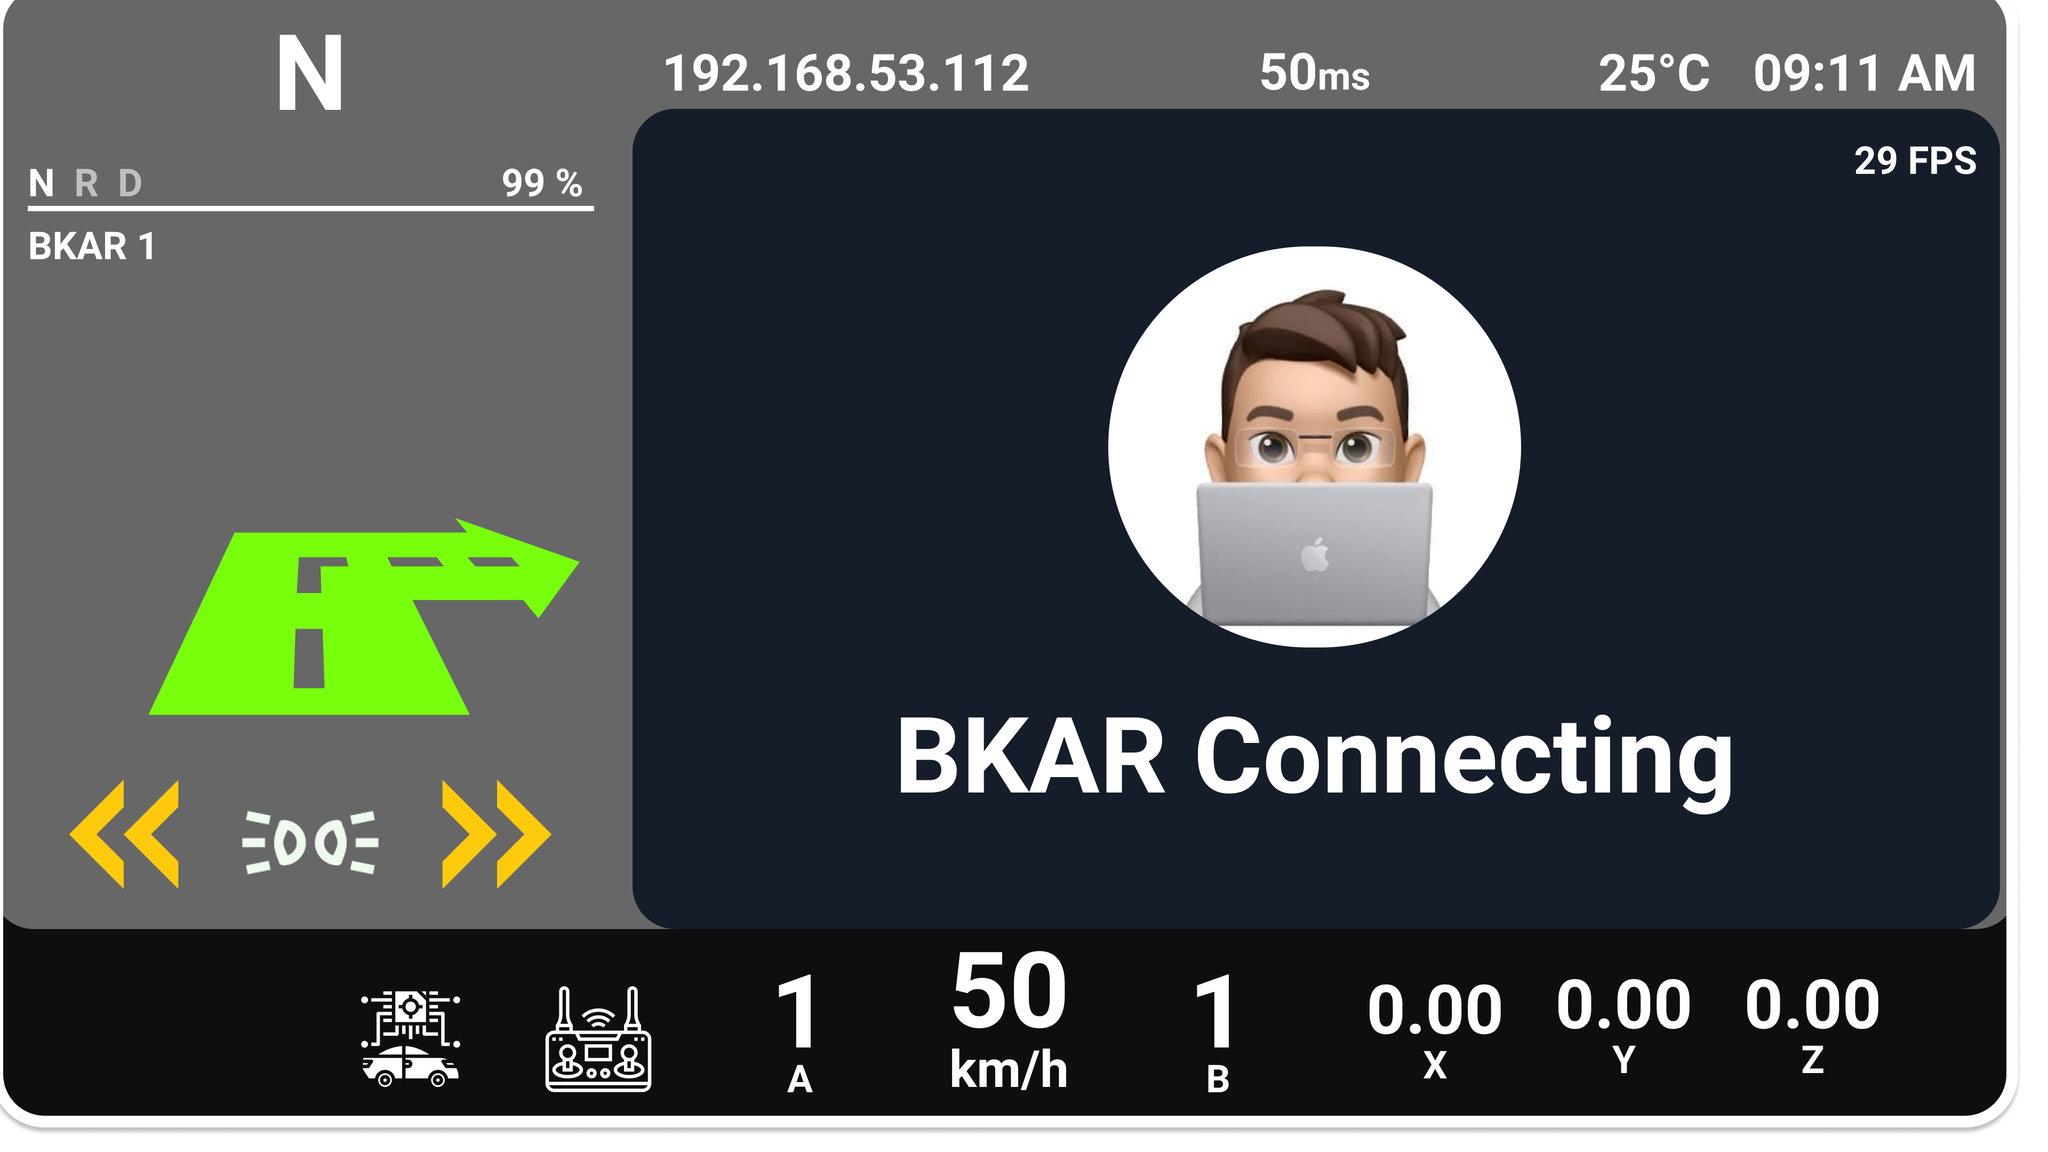 N
192.168.53.112 50ms 25°C 09:11 AM
N R D 99 %
BKAR 1
29 FPS
BKAR Connecting
1 50 1 0.00 0.00 0.00
A km/h B X Y Z